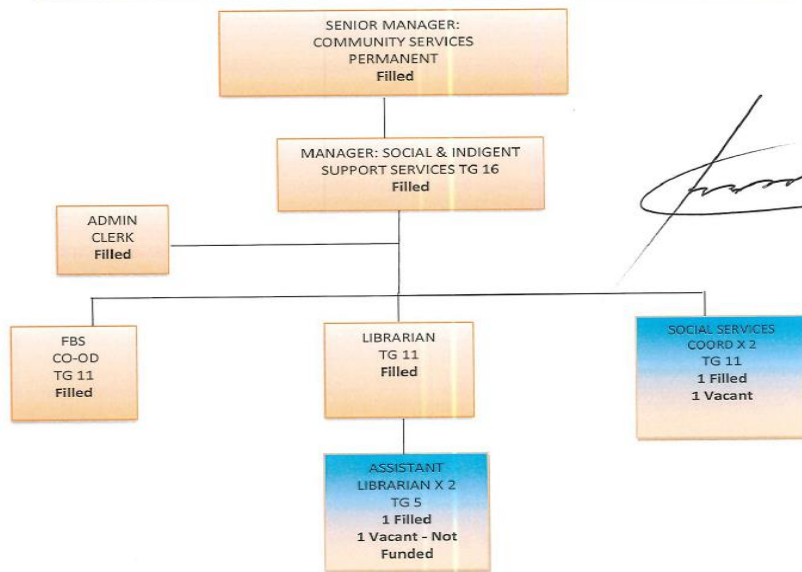 SENIOR MANAGER:
COMMUNITY SERVICES
PERMANENT
Filled
MANAGER: SOCIAL & INDIGENT
SUPPORT SERVICES TG 16
Filled
ADMIN
CLERK
Filled
FBS
CO-OD
TG 11
Filled
LIBRARIAN
TG 11
Filled
SOCIAL SERVICES
COORD X 2
TG 11
1 Filled
1 Vacant
ASSISTANT
LIBRARIAN X 2
TG 5
1 Filled
1 Vacant - Not
Funded